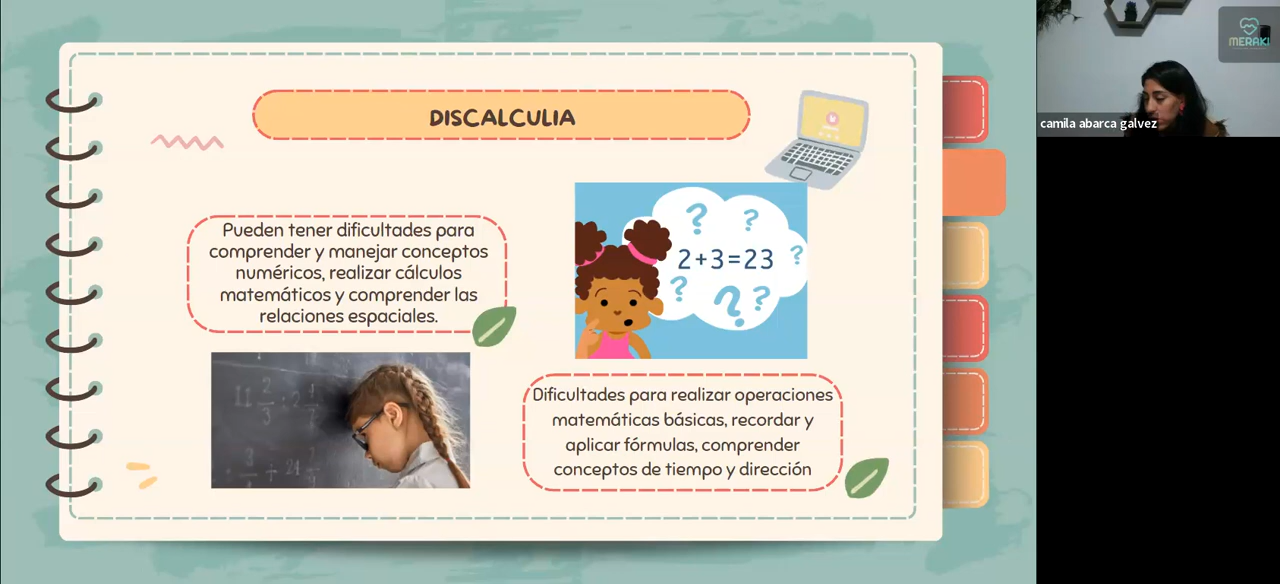 DISCALCULIA
Pueden tener dificultades para
comprender y manejar conceptos
numéricos, realizar cálculos
matemáticos y comprender las
relaciones espaciales.
? ? ?
2+3=23
? ? ?
Dificultades para realizar operaciones
matemáticas básicas, recordar y
aplicar fórmulas, comprender
conceptos de tiempo y dirección
MERAKI
camila abarca galvez